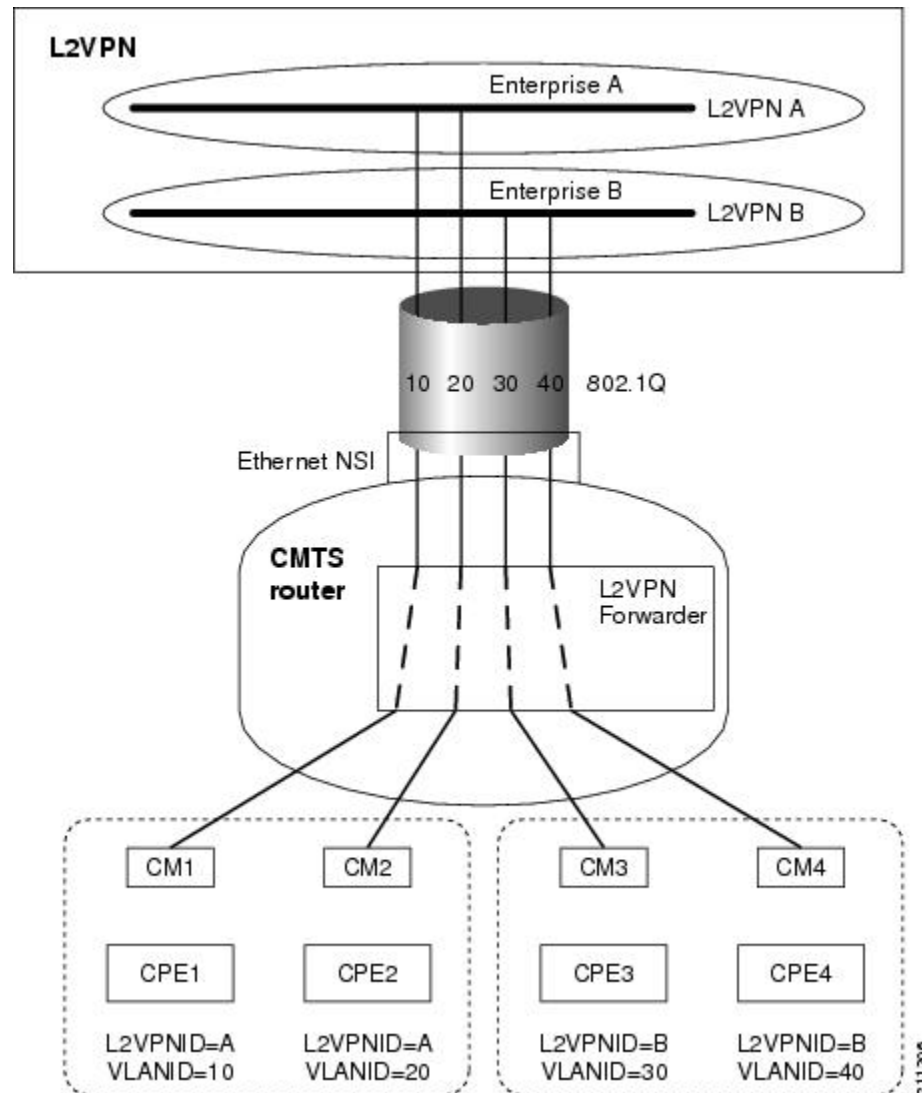 L2VPN
Enterprise A
L2VPN A
Enterprise B
L2VPN B
10 20 30 40 802.1Q
Ethernet NSI
CMTS
router
L2VPN
Forwarder
CM1 CM2 CM3 CM4
CPE1 CPE2 CPE3 CPE4
L2VPNID=A L2VPNID=A L2VPNID=B L2VPNID=B
VLANID=10 VLANID=20 VLANID=30 VLANID=40